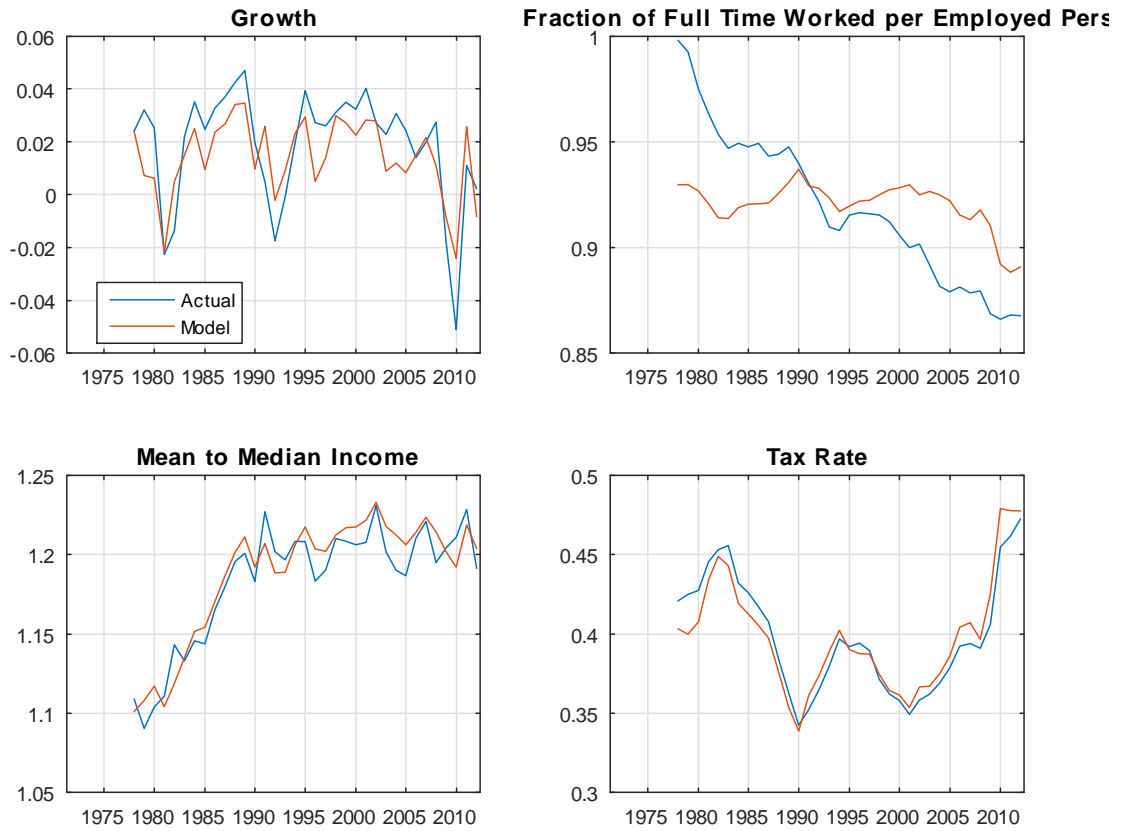 Growth
0.06
0.04
0.02
0
-0.02
-0.04
-0.06
Actual
Model
1975 1980 1985 1990 1995 2000 2005 2010
Fraction of Full Time Worked per Employed Pers
1
0.95
0.9
0.85
1975 1980 1985 1990 1995 2000 2005 2010
Mean to Median Income
1.25
1.2
1.15
1.1
1.05
1975 1980 1985 1990 1995 2000 2005 2010
Tax Rate
0.5
0.45
0.4
0.35
0.3
1975 1980 1985 1990 1995 2000 2005 2010